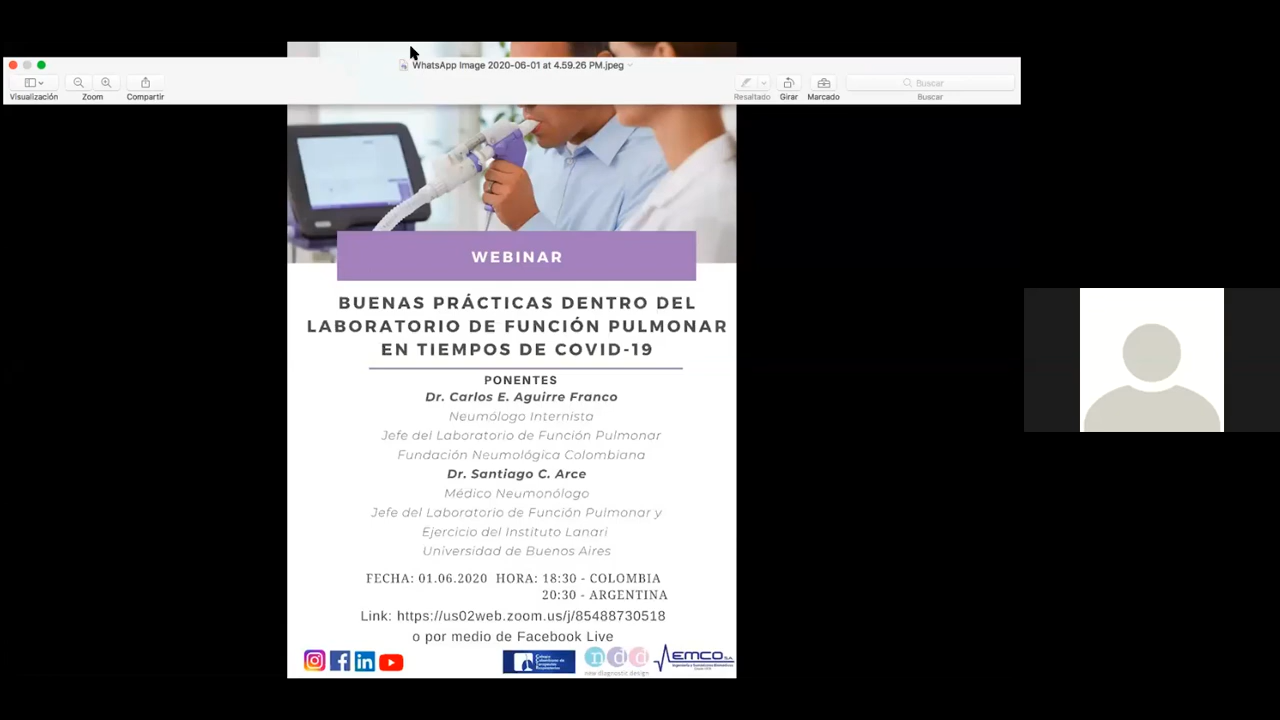 WhatsApp Image 2020-06-01 at 4.59.26 PM.jpeg
Visualización
Zoom
Compartir
Resaltado
Girar
Marcado
Buscar
Buscar
WEBINAR
BUENAS PRÁCTICAS DENTRO DEL
LABORATORIO DE FUNCIÓN PULMONAR
EN TIEMPOS DE COVID-19
PONENTES
Dr. Carlos E. Aguirre Franco
Neumólogo Internista
Jefe del Laboratorio de Función Pulmonar
Fundación Neumológica Colombiana
Dr. Santiago C. Arce
Médico Neumonólogo
Jefe del Laboratorio de Función Pulmonar y
Ejercicio del Instituto Lanari
Universidad de Buenos Aires
FECHA: 01.06.2020 HORA: 18:30 - COLOMBIA
20:30 - ARGENTINA
Link: https://us02web.zoom.us/j/85488730518
o por medio de Facebook Live
ndd
new diagnostic design
EMCO S.A.